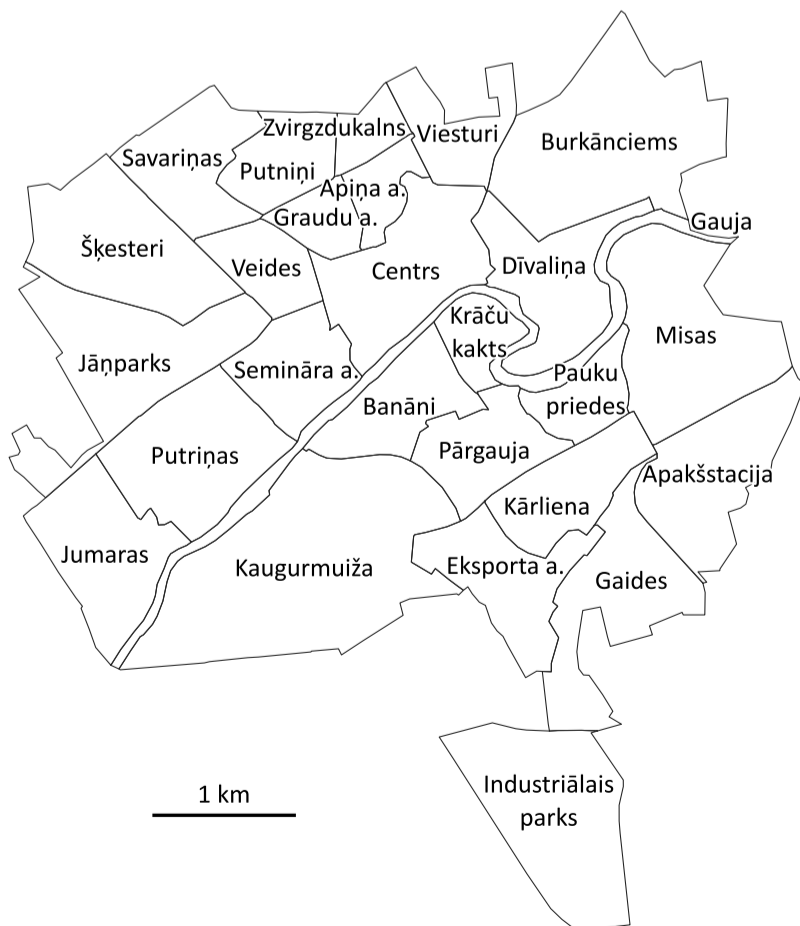 Zvirgzdukalns
Viesturi
Burkānciems
Savariņas
Putniņi
Apiņa a.
Graudu a.
Gauja
Šķesteri
Veides
Centrs
Dīvaliņa
Krāču
kakts
Misas
Jāņparks
Semināra a.
Pauku
priedes
Banāni
Putriņas
Pārgauja
Apakšstacija
Kārliena
Jumaras
Kaugurmuiža
Eksporta a.
Gaides
Industriālais
parks
1 km